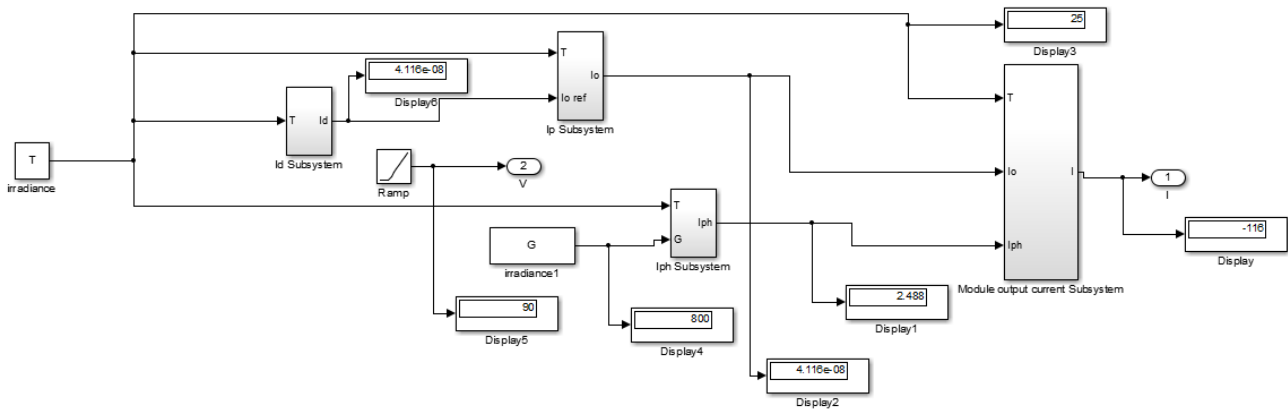 25
Display3
T
Io
Io ref
Ip Subsystem
4.116e-08
Display6
T
Id
Id Subsystem
T
irradiance
Ramp
2
V
T
Io
Iph
I
Module output current Subsystem
1
I
-116
Display
T
G
Iph
Iph Subsystem
G
irradiance1
90
Display5
800
Display4
2.488
Display1
4.116e-08
Display2